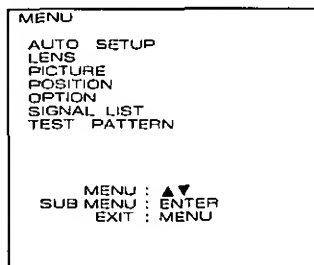 MENU
AUTO SETUP
LENS
PICTURE
POSITION
OPTION
SIGNAL LIST
TEST PATTERN
MENU : ▲▼
SUB MENU : ENTER
EXIT : MENU